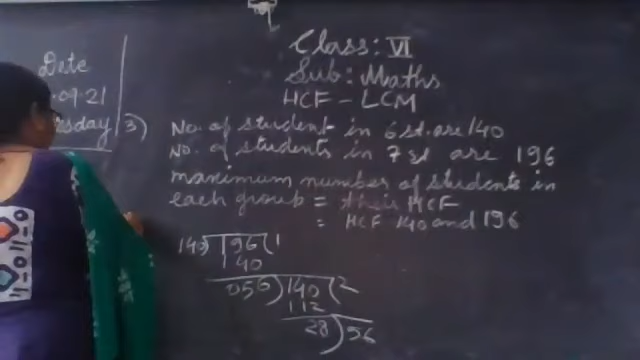 Date
.09.21
rsday
Class: VI
Sub: Maths
HCF - LCM
3) No. of student in 6 st. are 140
No. of students in 7 st are 196
maximum number of students in
each group = their HCF
= HCF 140 and 196
140) 196 ( 1
140
056 ) 140 ( 2
112
28 ) 56